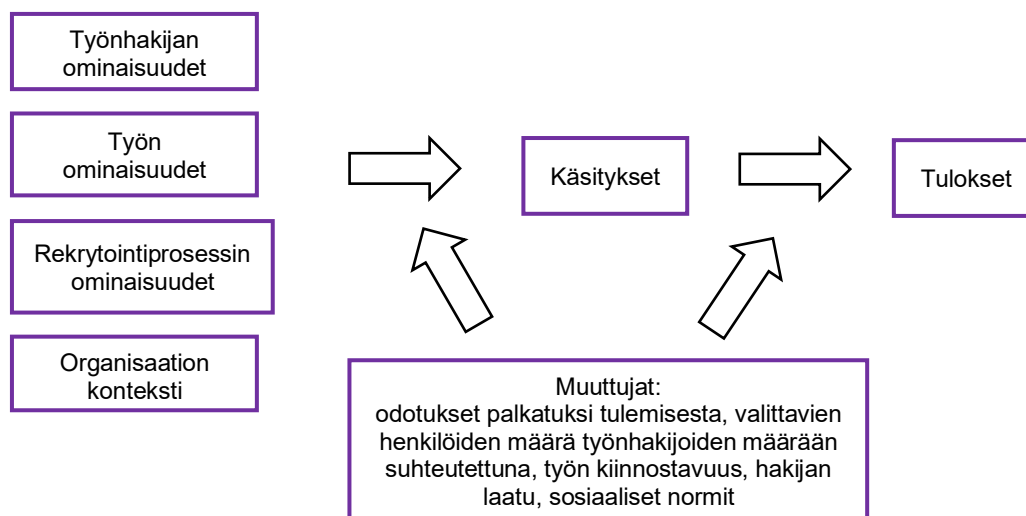 Työnhakijan
ominaisuudet
Työn
ominaisuudet
Rekrytointiprosessin
ominaisuudet
Organisaation
konteksti
Käsitykset
Tulokset
Muuttujat:
odotukset palkatuksi tulemisesta, valittavien
henkilöiden määrä työnhakijoiden määrään
suhteutettuna, työn kiinnostavuus, hakijan
laatu, sosiaaliset normit